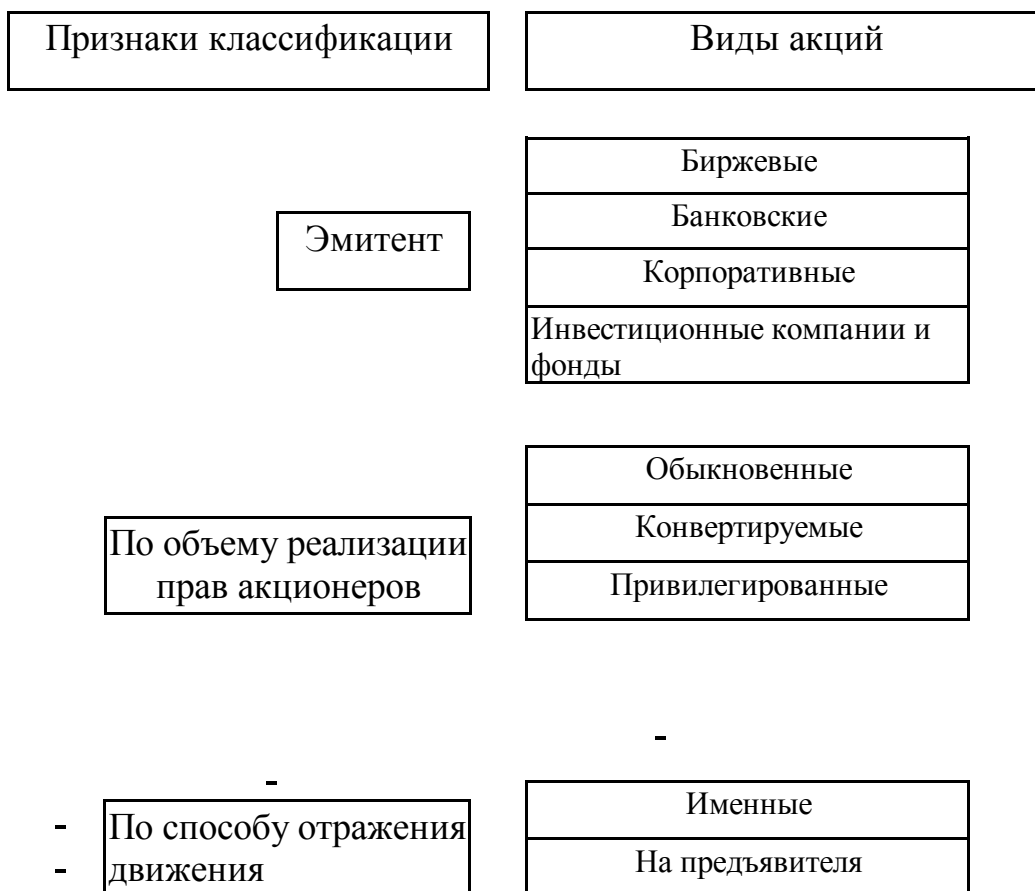 Признаки классификации
Виды акций
Эмитент
Биржевые
Банковские
Корпоративные
Инвестиционные компании и
фонды
По объему реализации
прав акционеров
Обыкновенные
Конвертируемые
Привилегированные
-
-
- По способу отражения
- движения
Именные
На предъявителя